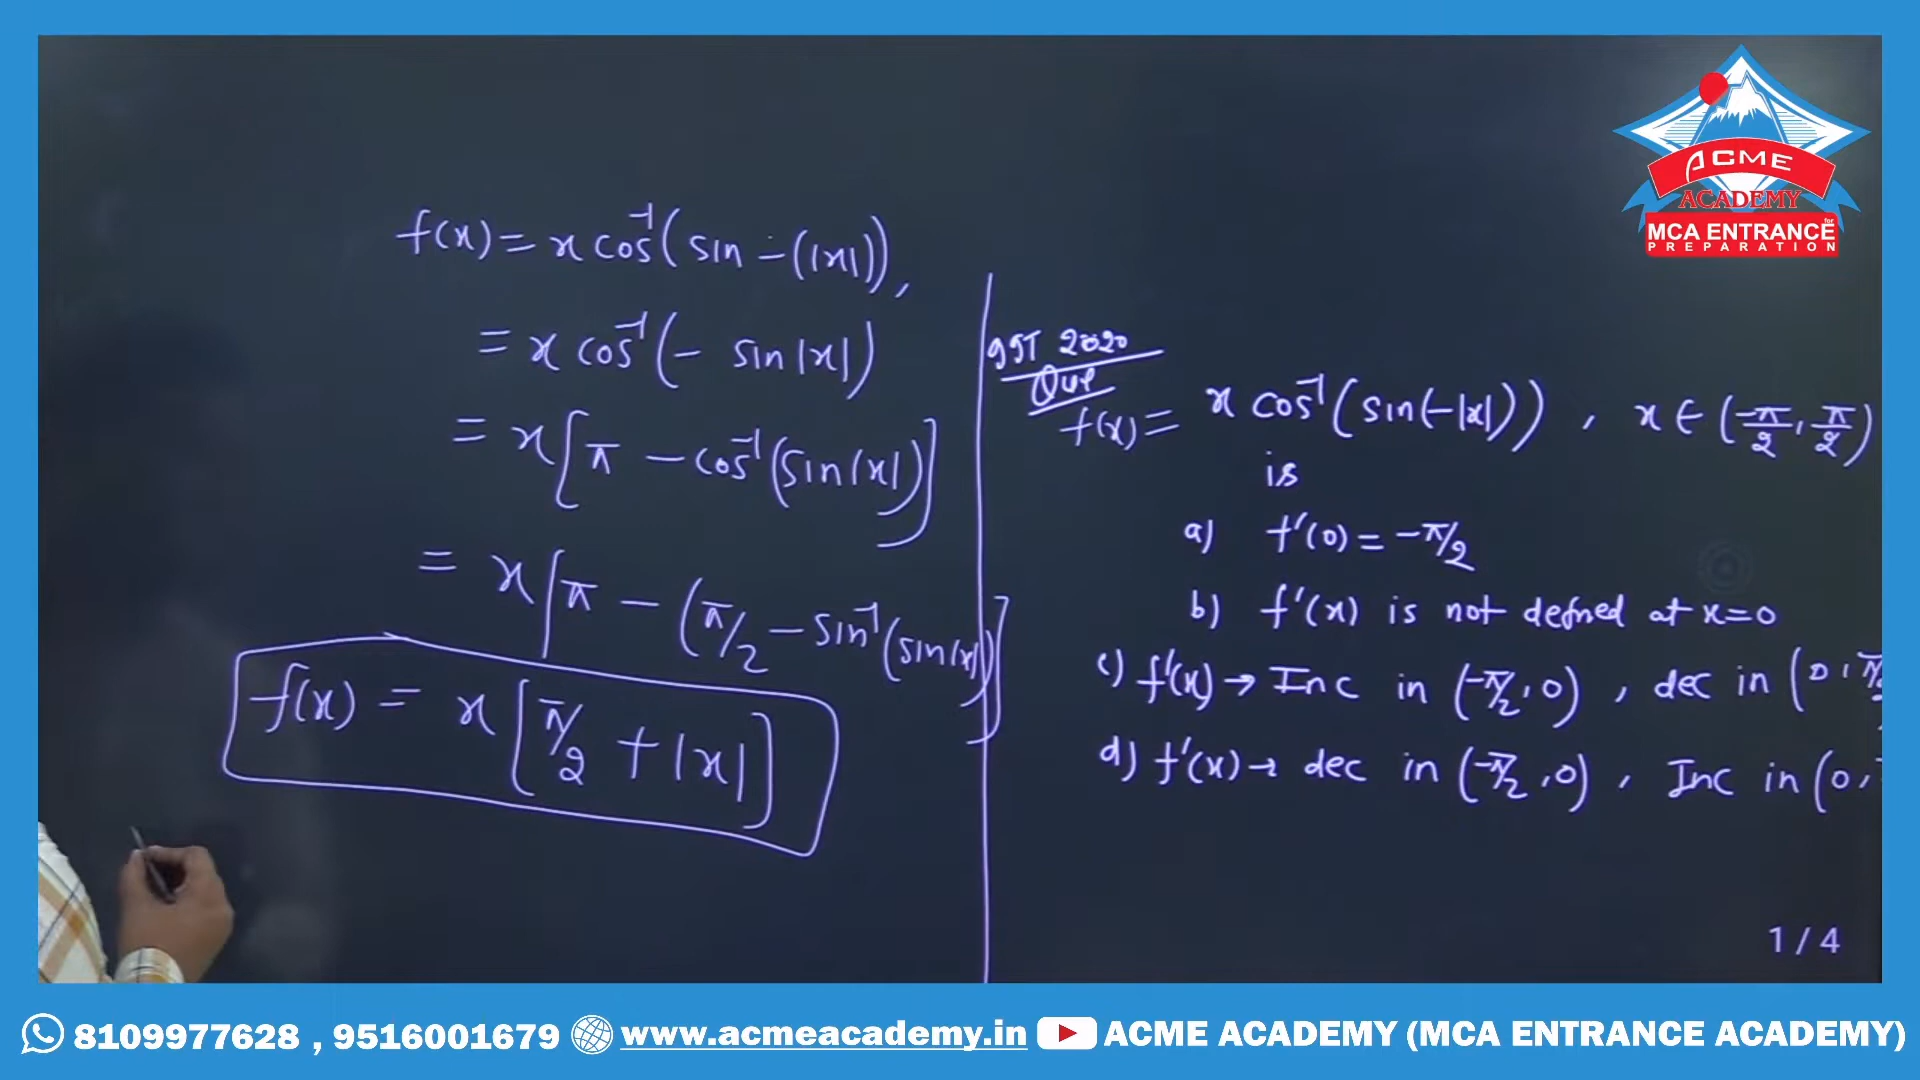 ACME
ACADEMY
MCA ENTRANCE for
PREPARATION
f(x) = x cos⁻¹(sin -(|x|)),
= x cos⁻¹(- sin|x|)
= x[π - cos⁻¹(sin|x|)]
= x[π - (π/2 - sin⁻¹(sin|x|)]
f(x) = x[π/2 + |x|]
2020
Que
f(x) = x cos⁻¹(sin(-|x|)) , x ∈ (-π/2, π/2)
is
a) f'(0) = -π/2
b) f'(x) is not defned at x=0
c) f'(x) → Inc in (-π/2, 0) , dec in (0, π/2
d) f'(x) → dec in (-π/2, 0) , Inc in (0,
1 / 4
8109977628 , 9516001679 www.acmeacademy.in ACME ACADEMY (MCA ENTRANCE ACADEMY)